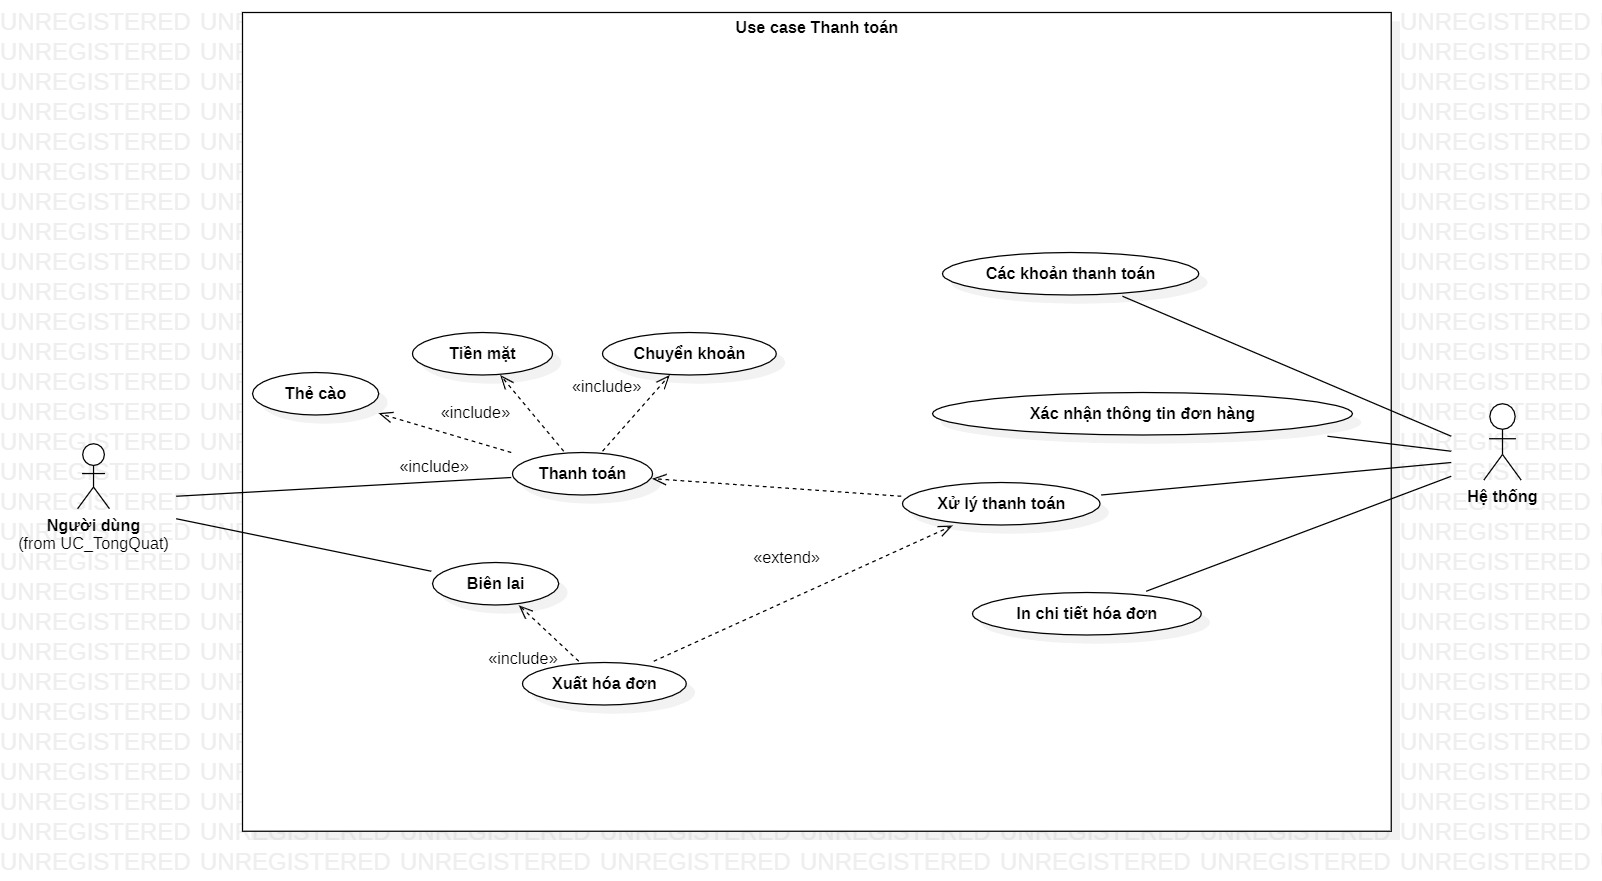 Use case Thanh toán
Các khoản thanh toán
Tiền mặt
Chuyển khoản
«include»
Thẻ cào
«include»
Xác nhận thông tin đơn hàng
«include»
Thanh toán
Xử lý thanh toán
Hệ thống
Người dùng
(from UC_TongQuat)
«extend»
Biên lai
In chi tiết hóa đơn
«include»
Xuất hóa đơn
UNREGISTERED